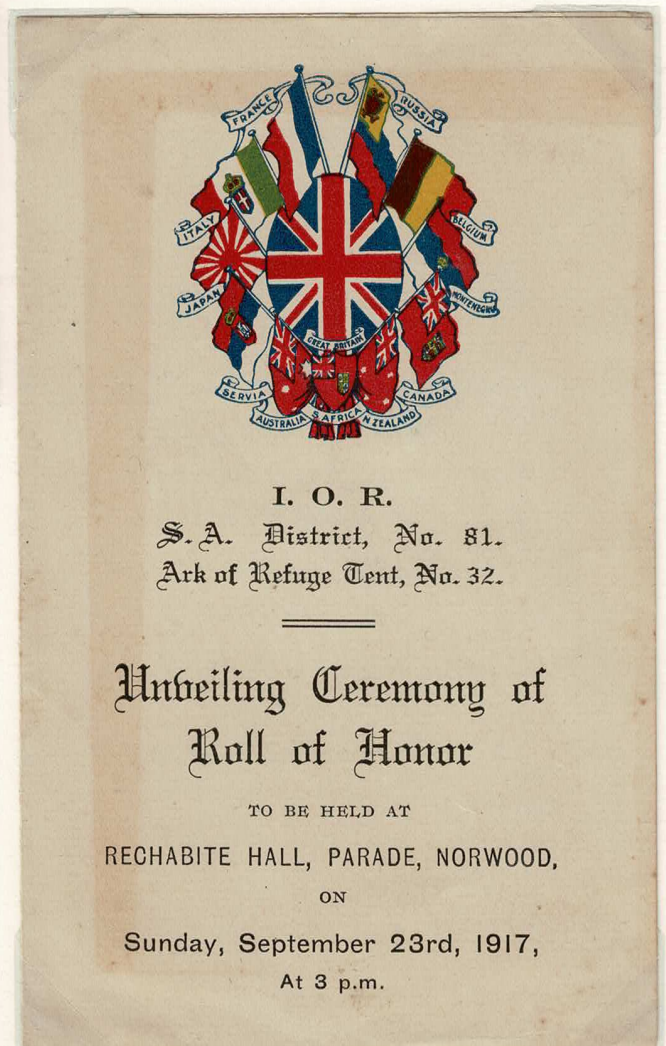 FRANCE
RUSSIA
ITALY
BELGIUM
JAPAN
MONTENEGRO
GREAT BRITAIN
SERVIA
CANADA
AUSTRALIA
S AFRICA
N ZEALAND
I. O. R.
S. A. District, No. 81.
Ark of Refuge Tent, No. 32.
Unveiling Ceremony of
Roll of Honor
TO BE HELD AT
RECHABITE HALL, PARADE, NORWOOD,
ON
Sunday, September 23rd, 1917,
At 3 p.m.